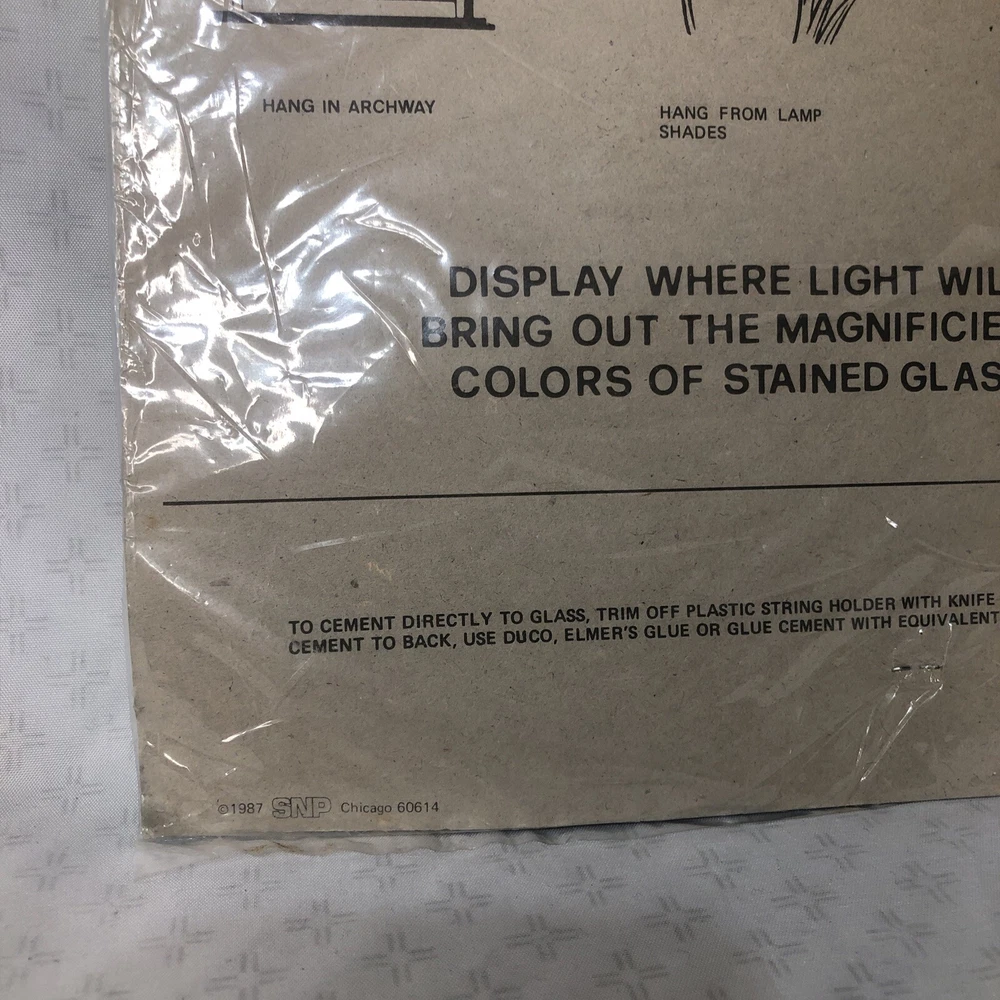 HANG IN ARCHWAY
HANG FROM LAMP
SHADES
DISPLAY WHERE LIGHT WIL
BRING OUT THE MAGNIFICIE
COLORS OF STAINED GLAS
TO CEMENT DIRECTLY TO GLASS, TRIM OFF PLASTIC STRING HOLDER WITH KNIFE
CEMENT TO BACK, USE DUCO, ELMER'S GLUE OR GLUE CEMENT WITH EQUIVALENT
©1987 SNP Chicago 60614